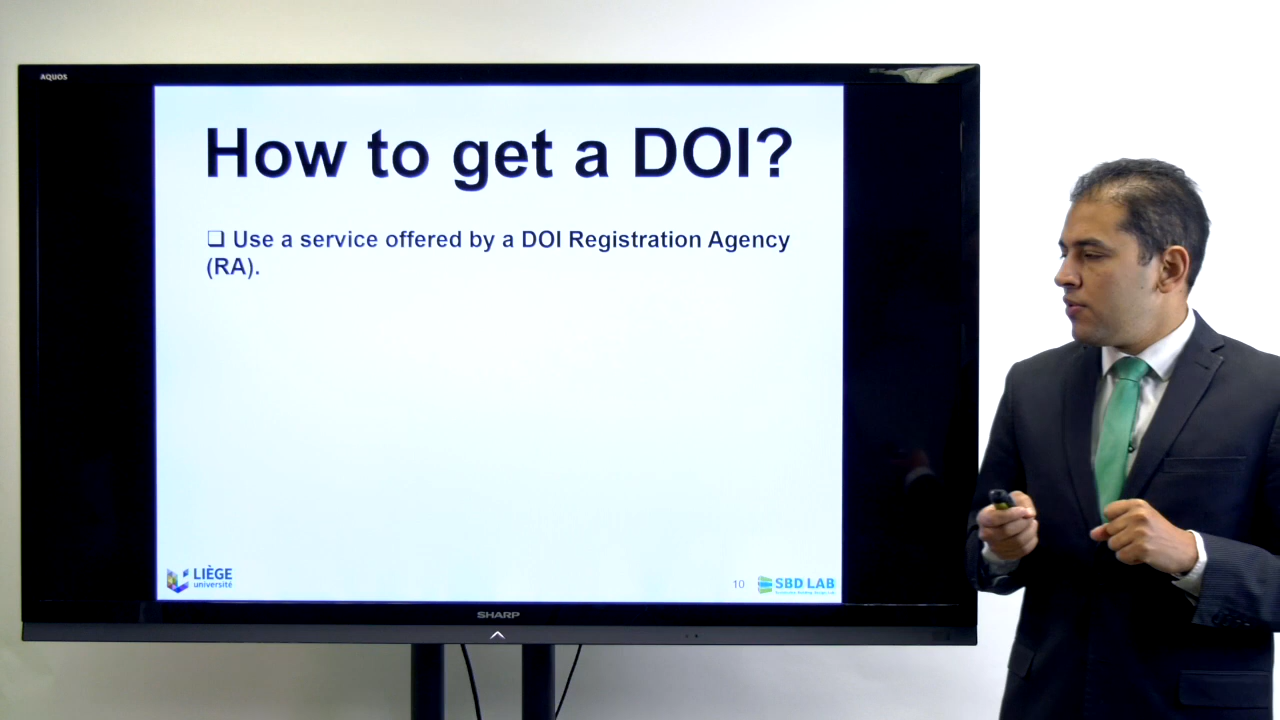 AQUOS
How to get a DOI?
❑ Use a service offered by a DOI Registration Agency
(RA).
LIÈGE
université
10
SBD LAB
SHARP